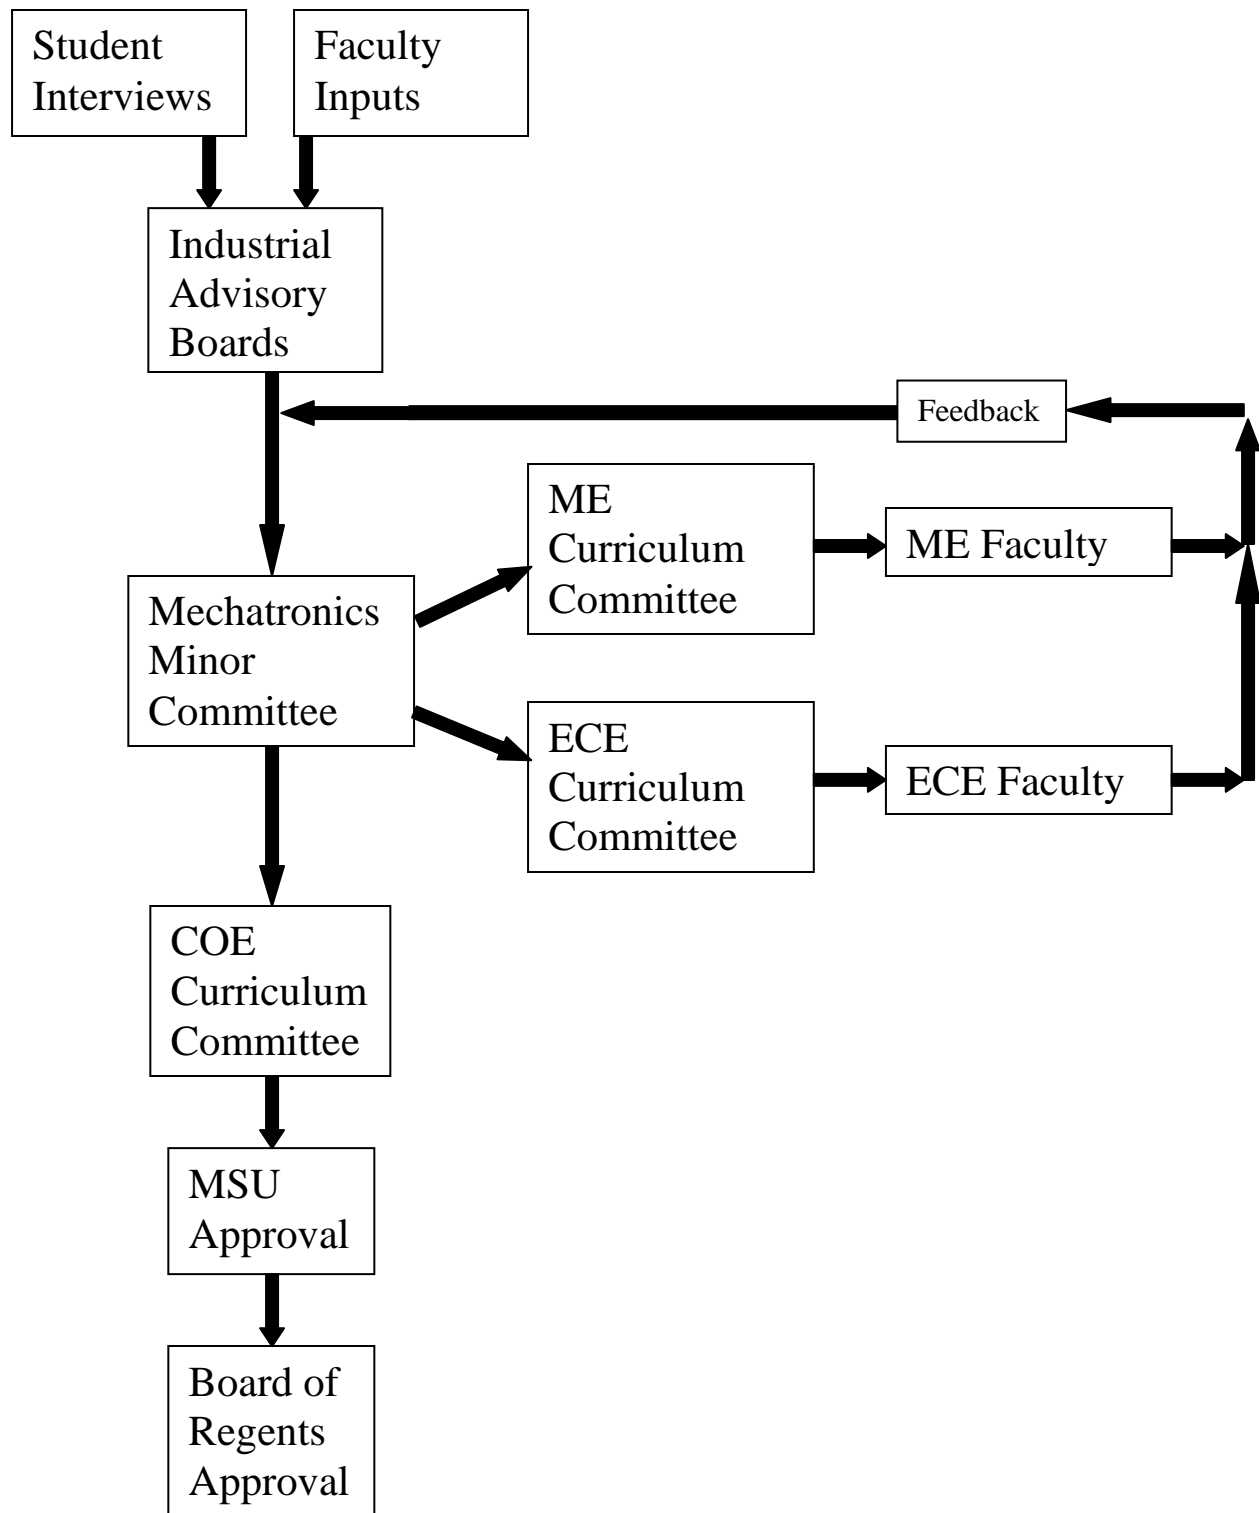 Student
Interviews
Faculty
Inputs
Industrial
Advisory
Boards
Feedback
ME
Curriculum
Committee
ME Faculty
Mechatronics
Minor
Committee
ECE
Curriculum
Committee
ECE Faculty
COE
Curriculum
Committee
MSU
Approval
Board of
Regents
Approval